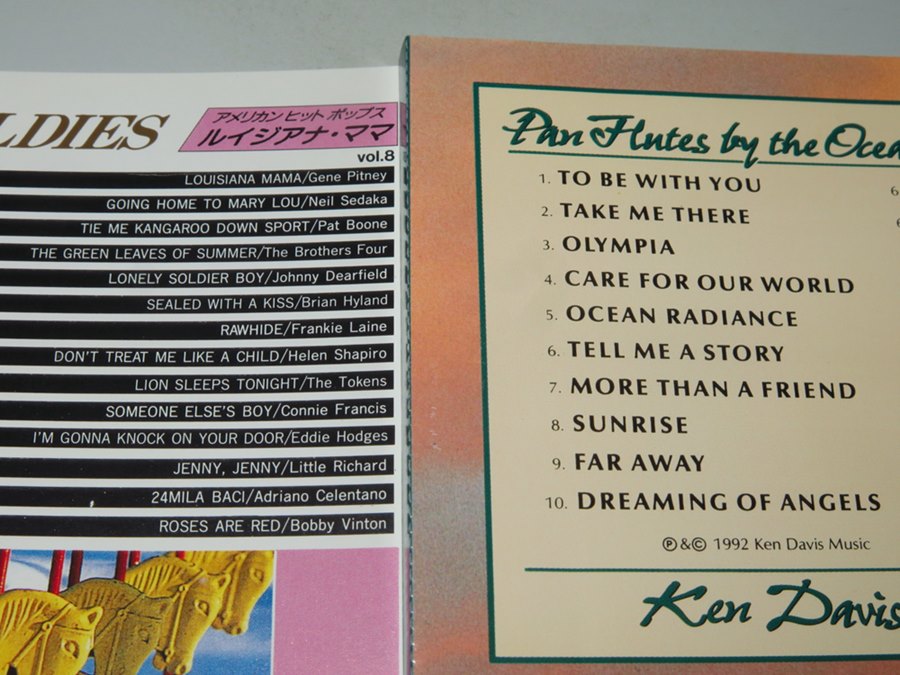 LDIES
アメリカン ヒット ポップス
ルイジアナ・ママ
vol.8
LOUISIANA MAMA/Gene Pitney
GOING HOME TO MARY LOU/Neil Sedaka
TIE ME KANGAROO DOWN SPORT/Pat Boone
THE GREEN LEAVES OF SUMMER/The Brothers Four
LONELY SOLDIER BOY/Johnny Dearfield
SEALED WITH A KISS/Brian Hyland
RAWHIDE/Frankie Laine
DON'T TREAT ME LIKE A CHILD/Helen Shapiro
LION SLEEPS TONIGHT/The Tokens
SOMEONE ELSE'S BOY/Connie Francis
I'M GONNA KNOCK ON YOUR DOOR/Eddie Hodges
JENNY, JENNY/Little Richard
24MILA BACI/Adriano Celentano
ROSES ARE RED/Bobby Vinton
Pan Flutes by the Ocea
1. TO BE WITH YOU
2. TAKE ME THERE
3. OLYMPIA
4. CARE FOR OUR WORLD
5. OCEAN RADIANCE
6. TELL ME A STORY
7. MORE THAN A FRIEND
8. SUNRISE
9. FAR AWAY
10. DREAMING OF ANGELS
℗&© 1992 Ken Davis Music
Ken Davis